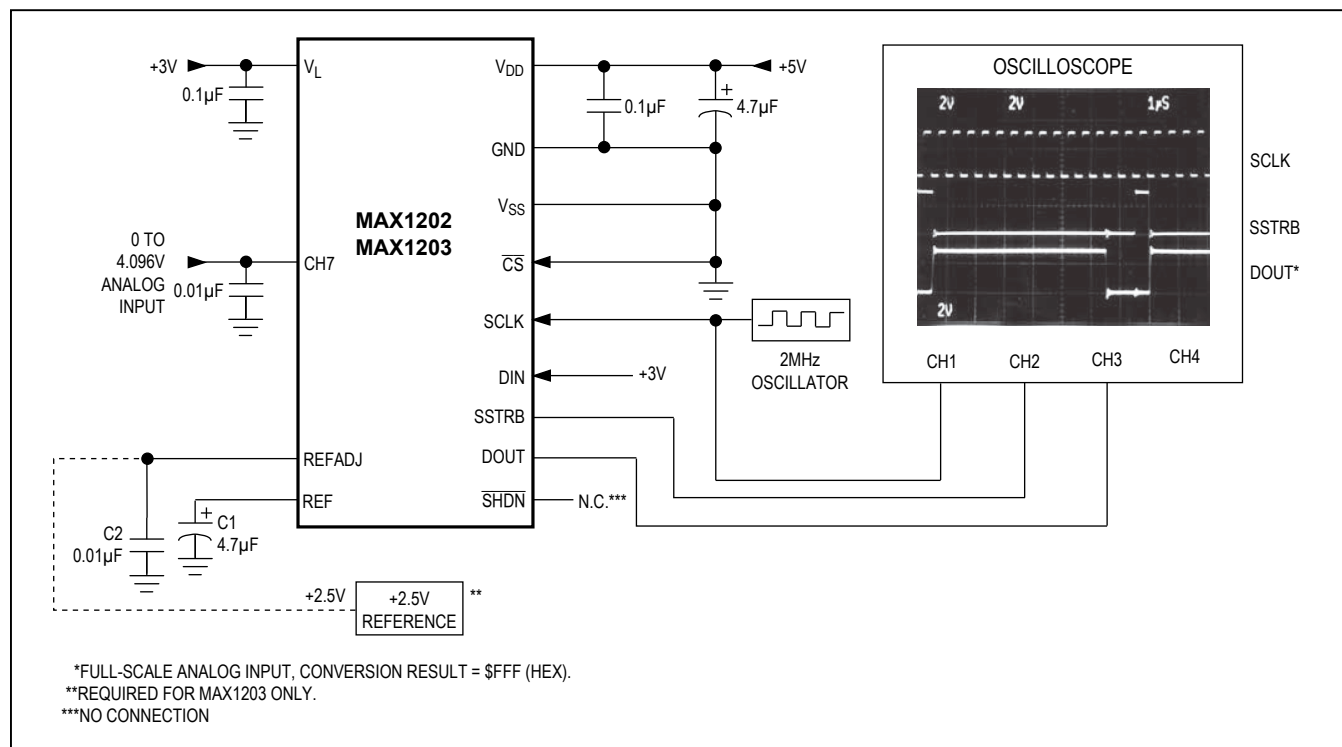 +3V
0.1µF
VL
VDD
+5V
0.1µF
+
4.7µF
GND
VSS
CS
SCLK
DIN
+3V
SSTRB
DOUT
SHDN
N.C.***
MAX1202
MAX1203
0 TO
4.096V
ANALOG
INPUT
0.01µF
CH7
REFADJ
REF
C2
0.01µF
+
C1
4.7µF
+2.5V
+2.5V
REFERENCE
**
2MHz
OSCILLATOR
OSCILLOSCOPE
2V 2V 1µS
2V
SCLK
SSTRB
DOUT*
CH1 CH2 CH3 CH4
*FULL-SCALE ANALOG INPUT, CONVERSION RESULT = $FFF (HEX).
**REQUIRED FOR MAX1203 ONLY.
***NO CONNECTION